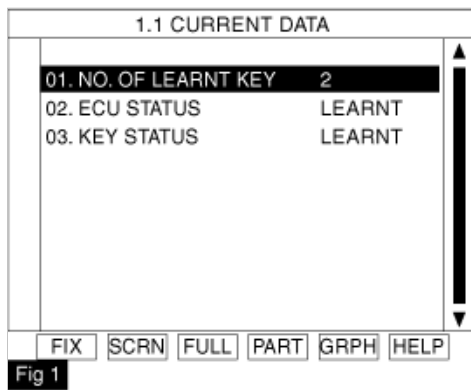 1.1 CURRENT DATA
01. NO. OF LEARNT KEY 2
02. ECU STATUS LEARNT
03. KEY STATUS LEARNT
FIX SCRN FULL PART GRPH HELP
Fig 1